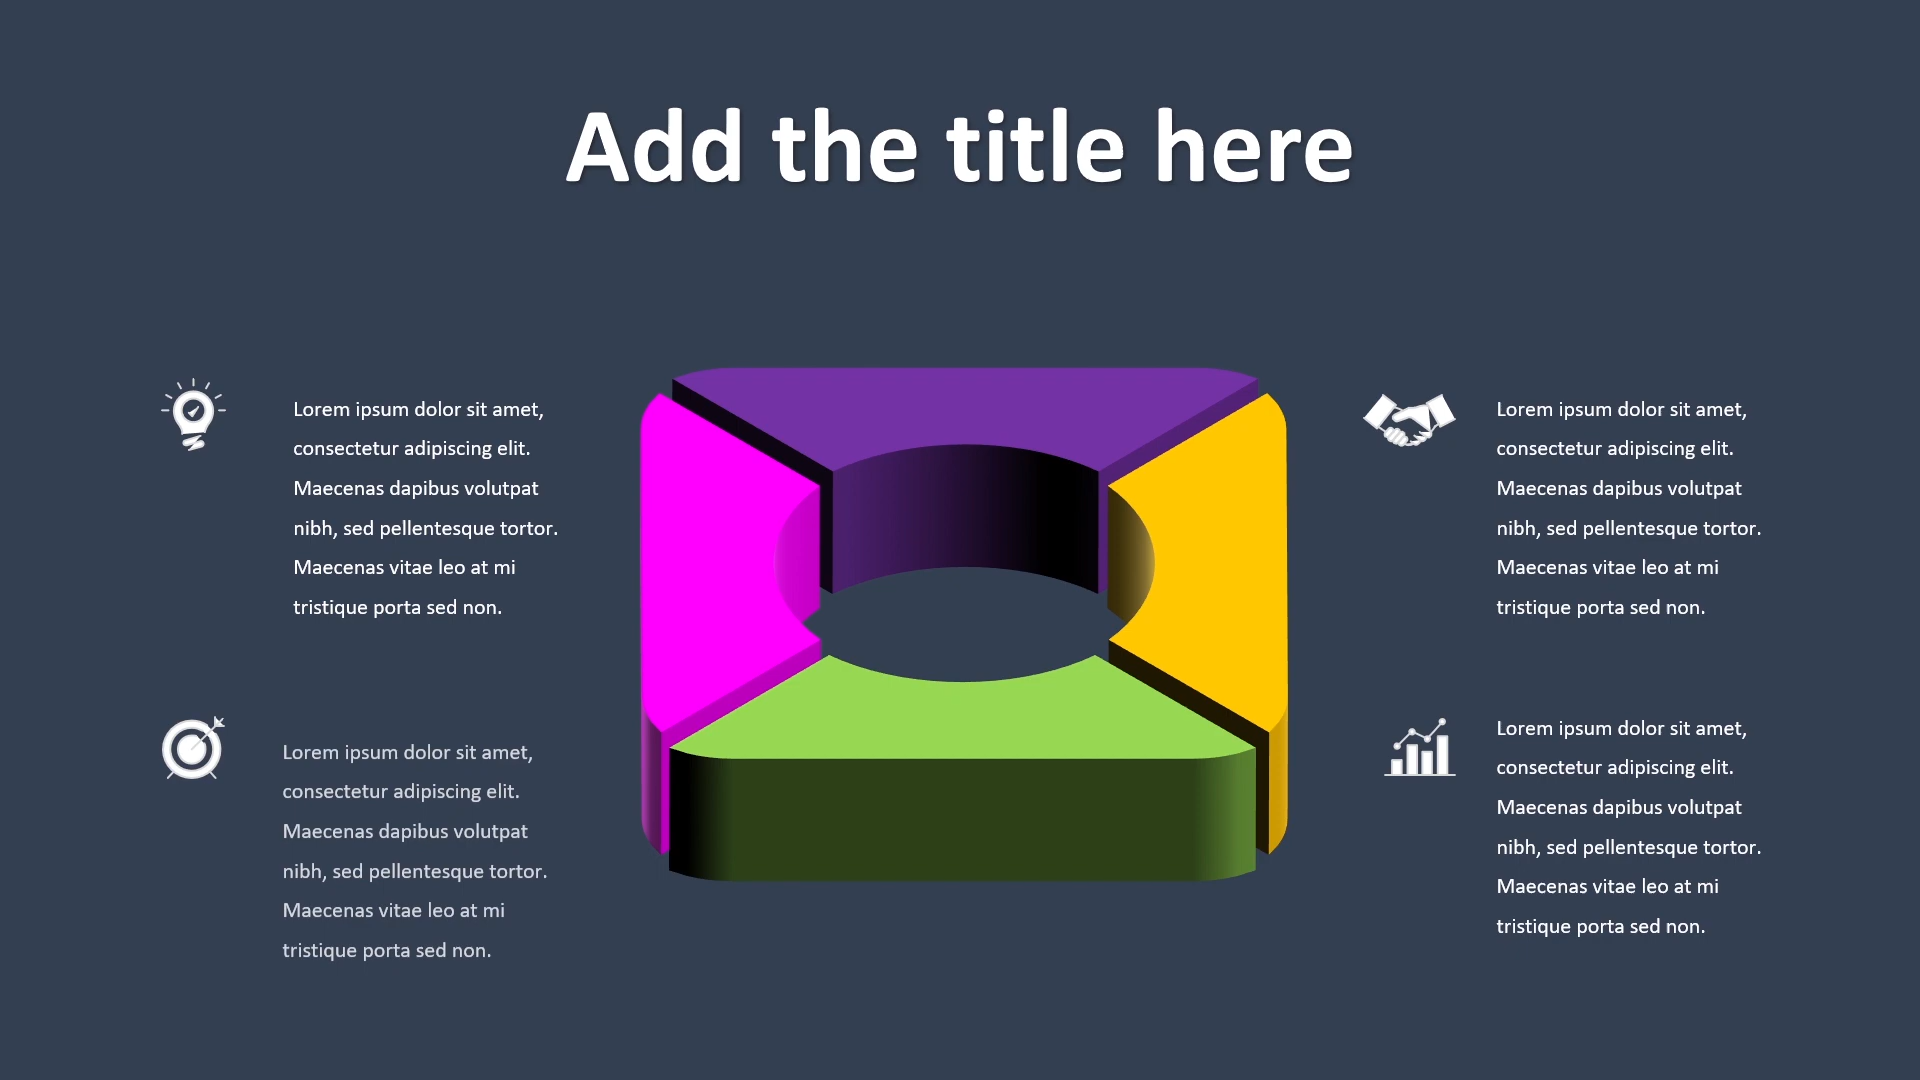 Add the title here
Lorem ipsum dolor sit amet,
consectetur adipiscing elit.
Maecenas dapibus volutpat
nibh, sed pellentesque tortor.
Maecenas vitae leo at mi
tristique porta sed non.
Lorem ipsum dolor sit amet,
consectetur adipiscing elit.
Maecenas dapibus volutpat
nibh, sed pellentesque tortor.
Maecenas vitae leo at mi
tristique porta sed non.
Lorem ipsum dolor sit amet,
consectetur adipiscing elit.
Maecenas dapibus volutpat
nibh, sed pellentesque tortor.
Maecenas vitae leo at mi
tristique porta sed non.
Lorem ipsum dolor sit amet,
consectetur adipiscing elit.
Maecenas dapibus volutpat
nibh, sed pellentesque tortor.
Maecenas vitae leo at mi
tristique porta sed non.